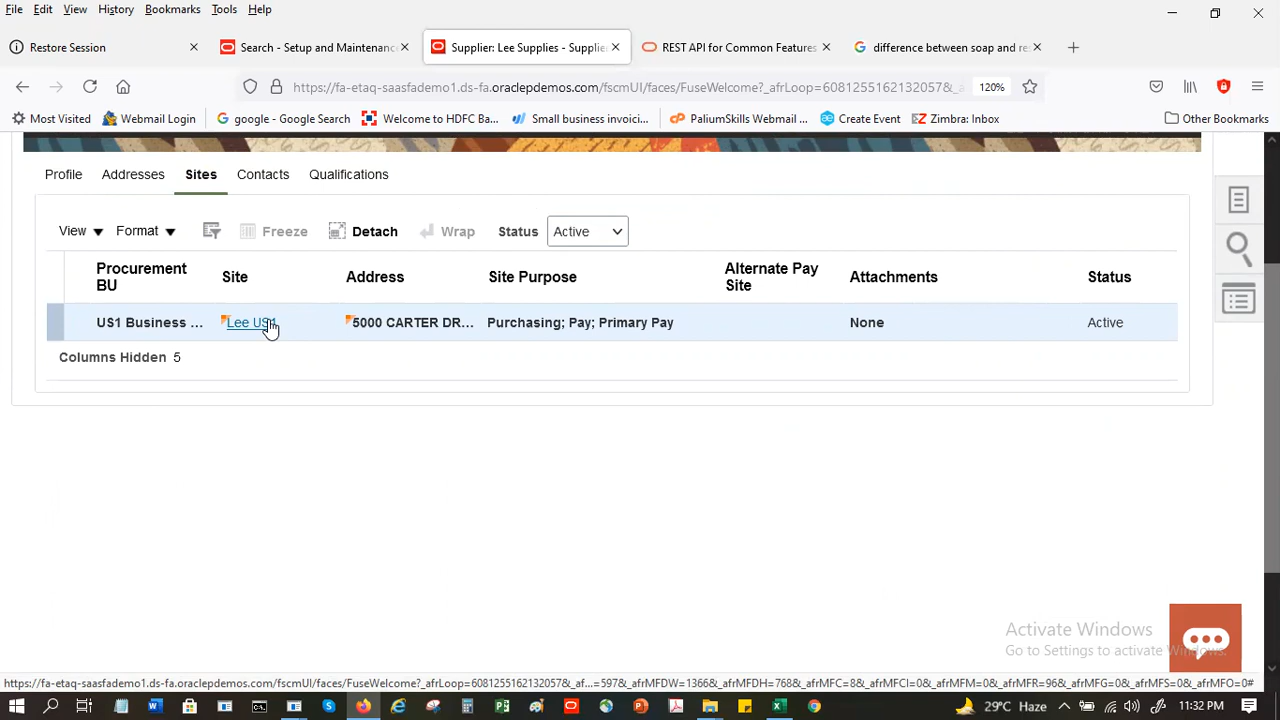 File Edit View History Bookmarks Tools Help
Restore Session × Search - Setup and Maintenance × Supplier: Lee Supplies - Supplie × REST API for Common Features × difference between soap and re ×
https://fa-etaq-saasfademo1.ds-fa.oraclepdemos.com/fscmUI/faces/FuseWelcome?_afrLoop=6081255162132057&_a 120%
Most Visited Webmail Login google - Google Search Welcome to HDFC Ba... Small business invoici... PaliumSkills Webmail ... Create Event Zimbra: Inbox Other Bookmarks
Profile Addresses Sites Contacts Qualifications
View Format Freeze Detach Wrap Status Active
Procurement BU Site Address Site Purpose Alternate Pay Site Attachments Status
US1 Business ... Lee US1 5000 CARTER DR... Purchasing; Pay; Primary Pay None Active
Columns Hidden 5
Activate Windows
Go to Settings to activate Windows.
https://fa-etaq-saasfademo1.ds-fa.oraclepdemos.com/fscmUI/faces/FuseWelcome?_afrLoop=6081255162132057&_a...=597&_afrMFDW=1366&_afrMFDH=768&_afrMFC=8&_afrMFCI=0&_afrMFM=0&_afrMFR=96&_afrMFG=0&_afrMFS=0&_afrMFO=0#
29°C Haze 11:32 PM